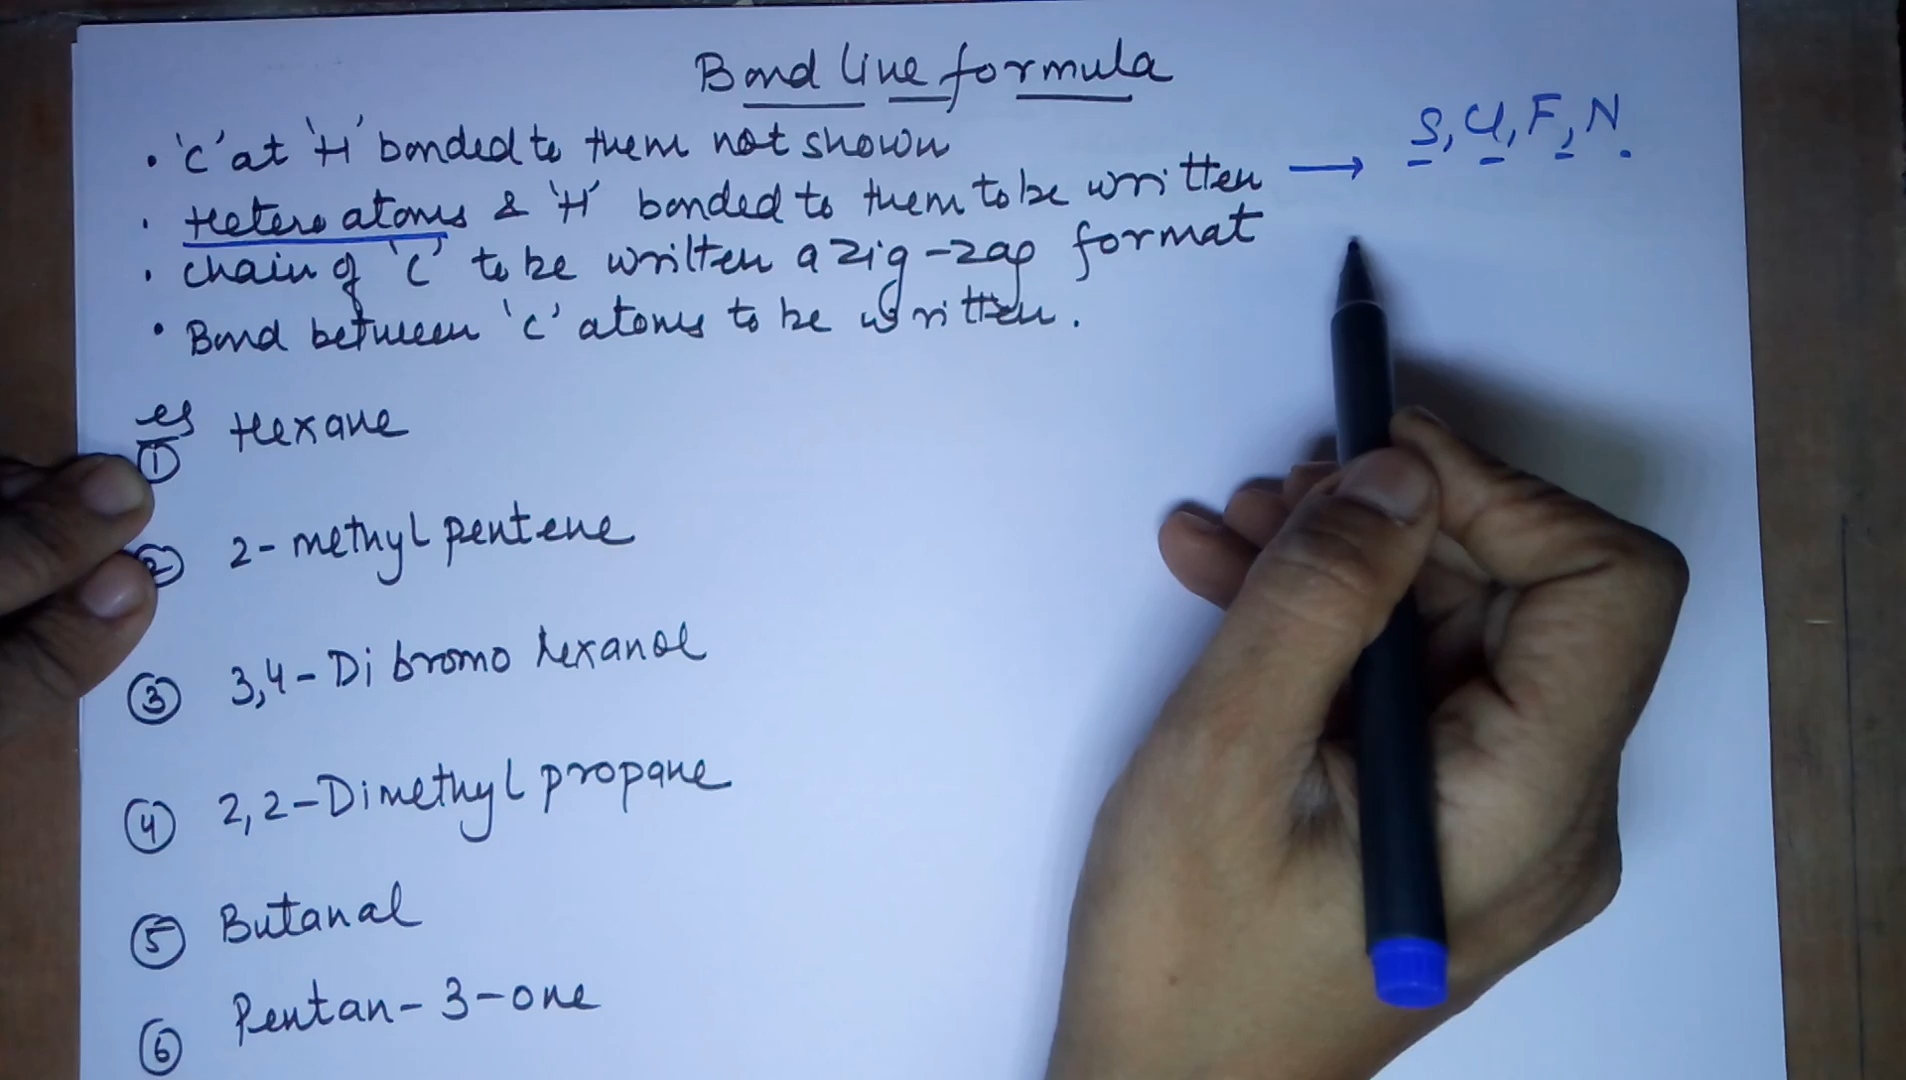 Bond line formula
• 'C' at 'H' bonded to them not shown
• Hetero atoms & 'H' bonded to them to be written → S, Cl, F, N
• chain of 'C' to be written a zig-zag format
• Bond between 'C' atoms to be written.
eg
① Hexane
② 2-methyl pentene
③ 3,4-Dibromo hexanol
④ 2,2-Dimethyl propane
⑤ Butanal
⑥ Pentan-3-one